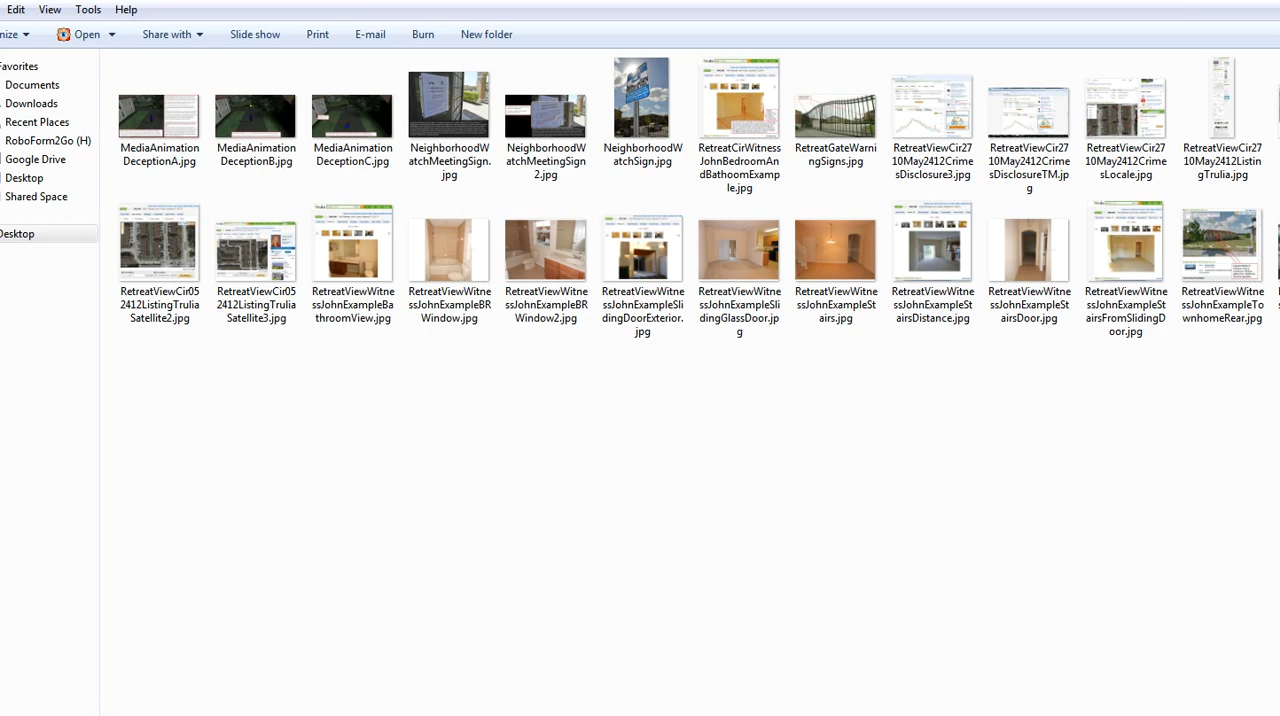 Edit View Tools Help
nize Open Share with Slide show Print E-mail Burn New folder
Favorites
Documents
Downloads
Recent Places
RoboForm2Go (H)
Google Drive
Desktop
Shared Space
Desktop
MediaAnimation
DeceptionA.jpg
MediaAnimation
DeceptionB.jpg
MediaAnimation
DeceptionC.jpg
NeighborhoodW
atchMeetingSign
.jpg
NeighborhoodW
atchMeetingSign
2.jpg
NeighborhoodW
atchSign.jpg
RetreatCirWitness
JohnBedroomAn
dBathoomExamp
le.jpg
RetreatGateWarni
ngSigns.jpg
RetreatViewCir27
10May2412Crime
sDisclosure3.jpg
RetreatViewCir27
10May2412Crime
sDisclosureTM.jp
g
RetreatViewCir27
10May2412Crime
sLocale.jpg
RetreatViewCir27
10May2412Listin
gTrulia.jpg
RetreatViewCir05
2412ListingTrulia
Satellite2.jpg
RetreatViewCir05
2412ListingTrulia
Satellite3.jpg
RetreatViewWitne
ssJohnExampleBa
throomView.jpg
RetreatViewWitne
ssJohnExampleBR
Window.jpg
RetreatViewWitne
ssJohnExampleBR
Window2.jpg
RetreatViewWitne
ssJohnExampleSli
dingDoorExterior.
jpg
RetreatViewWitne
ssJohnExampleSli
dingGlassDoor.jp
g
RetreatViewWitne
ssJohnExampleSt
airs.jpg
RetreatViewWitne
ssJohnExampleSt
airsDistance.jpg
RetreatViewWitne
ssJohnExampleSt
airsDoor.jpg
RetreatViewWitne
ssJohnExampleSt
airsFromSlidingD
oor.jpg
RetreatViewWitne
ssJohnExampleTo
wnhomeRear.jpg